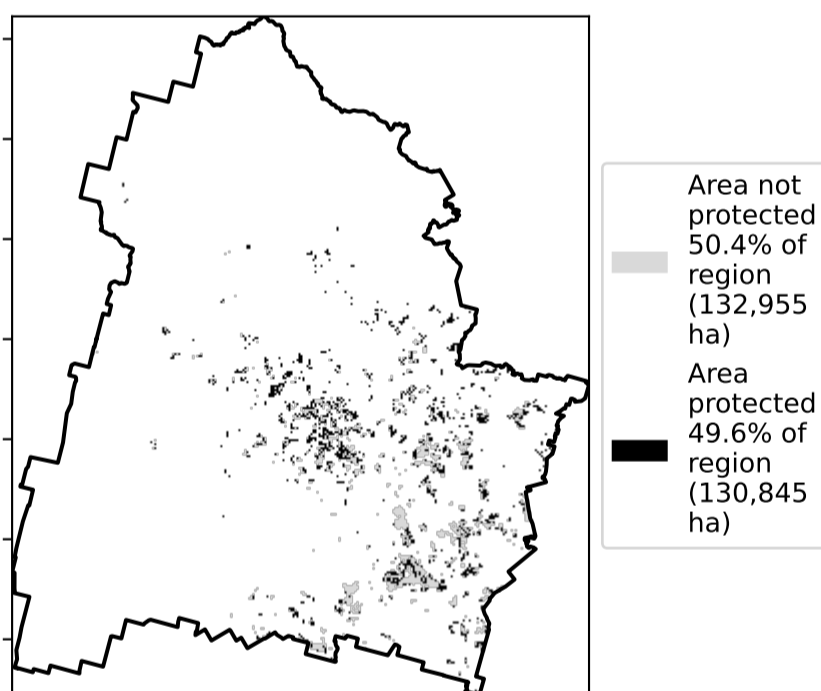 Area not
protected
50.4% of
region
(132,955
ha)
Area
protected
49.6% of
region
(130,845
ha)